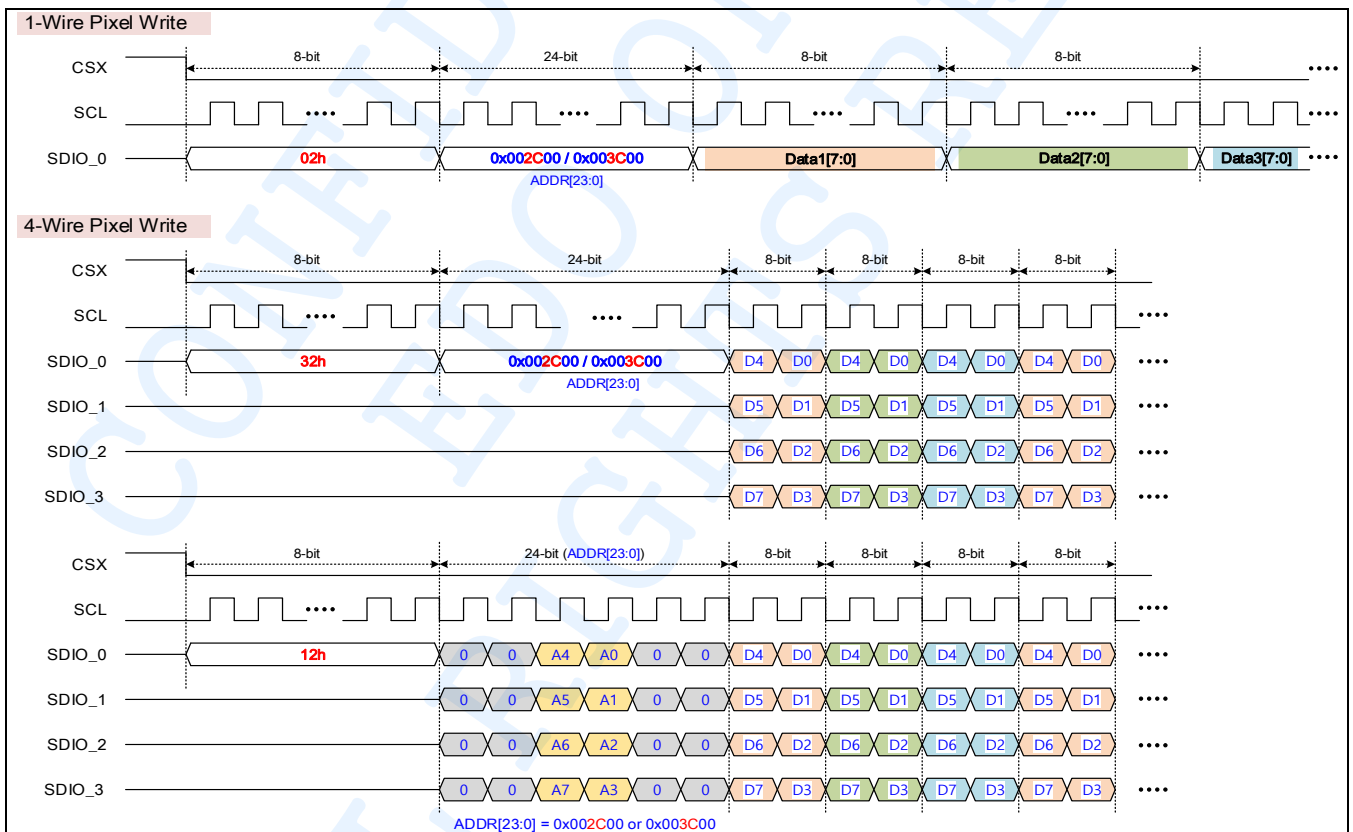 1-Wire Pixel Write
8-bit 24-bit 8-bit 8-bit
CSX ••••
SCL •••• •••• •••• •••• ••••
SDIO_0 02h 0x002C00 / 0x003C00 Data1[7:0] Data2[7:0] Data3[7:0] ••••
ADDR[23:0]
4-Wire Pixel Write
8-bit 24-bit 8-bit 8-bit 8-bit 8-bit
CSX
SCL •••• •••• ••••
SDIO_0 32h 0x002C00 / 0x003C00 D4 D0 D4 D0 D4 D0 D4 D0 ••••
ADDR[23:0]
SDIO_1 D5 D1 D5 D1 D5 D1 D5 D1 ••••
SDIO_2 D6 D2 D6 D2 D6 D2 D6 D2 ••••
SDIO_3 D7 D3 D7 D3 D7 D3 D7 D3 ••••
8-bit 24-bit (ADDR[23:0]) 8-bit 8-bit 8-bit 8-bit
CSX
SCL •••• ••••
SDIO_0 12h 0 0 A4 A0 0 0 D4 D0 D4 D0 D4 D0 D4 D0 ••••
SDIO_1 0 0 A5 A1 0 0 D5 D1 D5 D1 D5 D1 D5 D1 ••••
SDIO_2 0 0 A6 A2 0 0 D6 D2 D6 D2 D6 D2 D6 D2 ••••
SDIO_3 0 0 A7 A3 0 0 D7 D3 D7 D3 D7 D3 D7 D3 ••••
ADDR[23:0] = 0x002C00 or 0x003C00